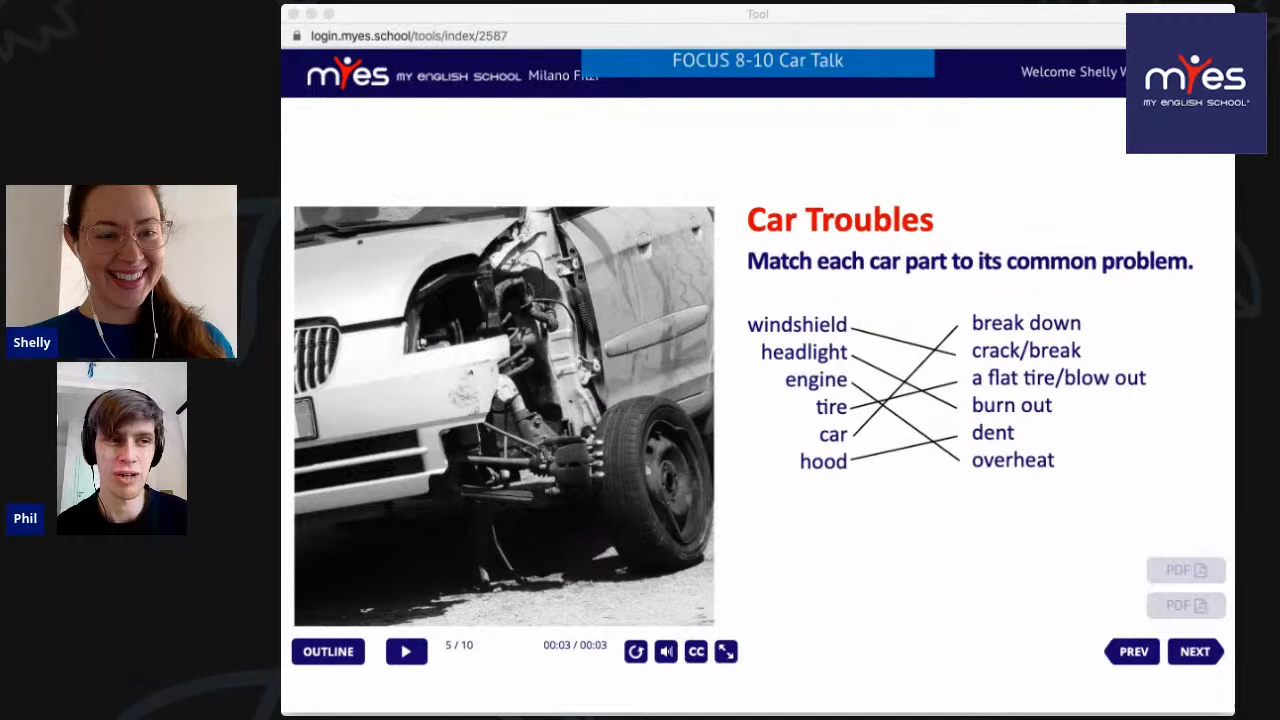 Tool
login.myes.school/tools/index/2587
FOCUS 8-10 Car Talk
myes MY ENGLISH SCHOOL Milano
Welcome Shelly
myes
MY ENGLISH SCHOOL
Car Troubles
Match each car part to its common problem.
windshield
headlight
engine
tire
car
hood
break down
crack/break
a flat tire/blow out
burn out
dent
overheat
Shelly
Phil
PDF
PDF
OUTLINE
5 / 10
00:03 / 00:03
CC
PREV
NEXT